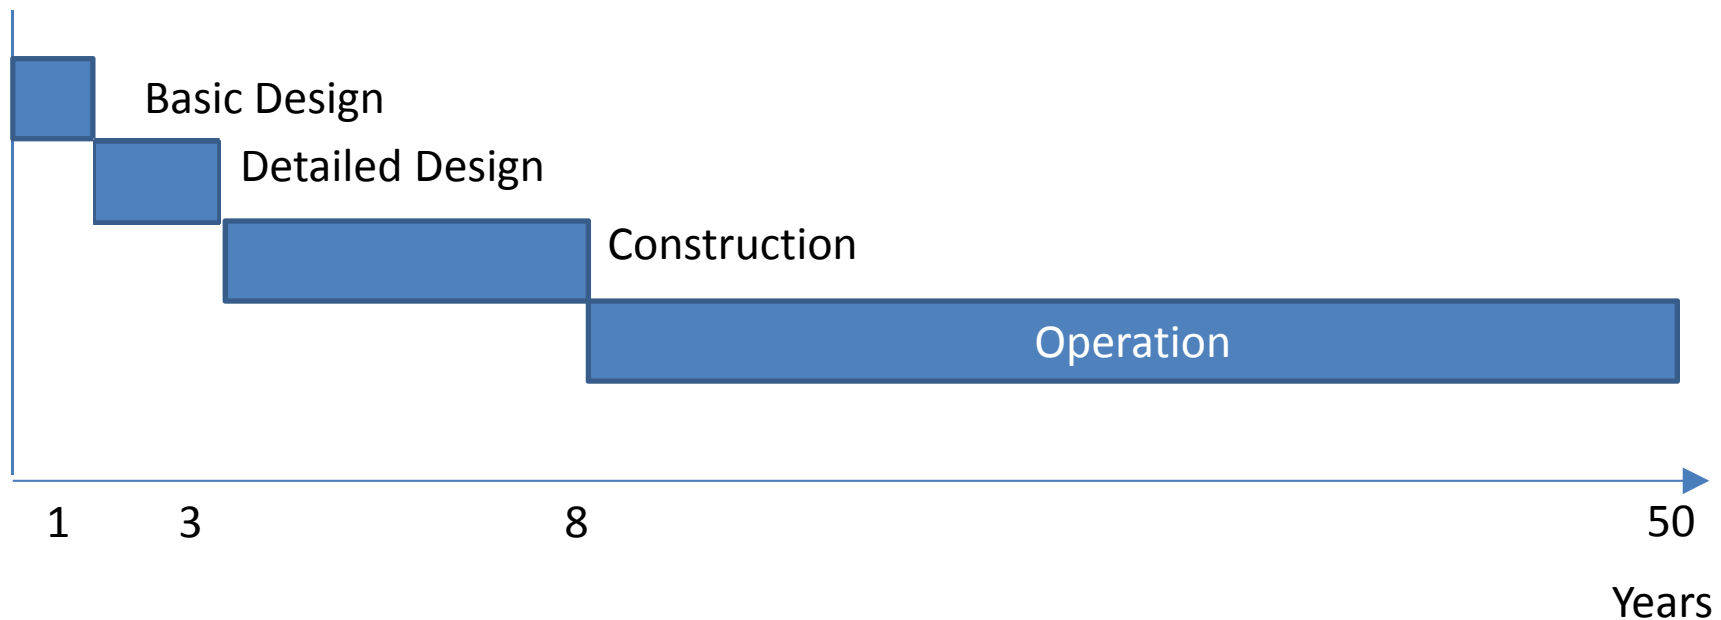 Basic Design
Detailed Design
Construction
Operation
1 3 8 50
Years